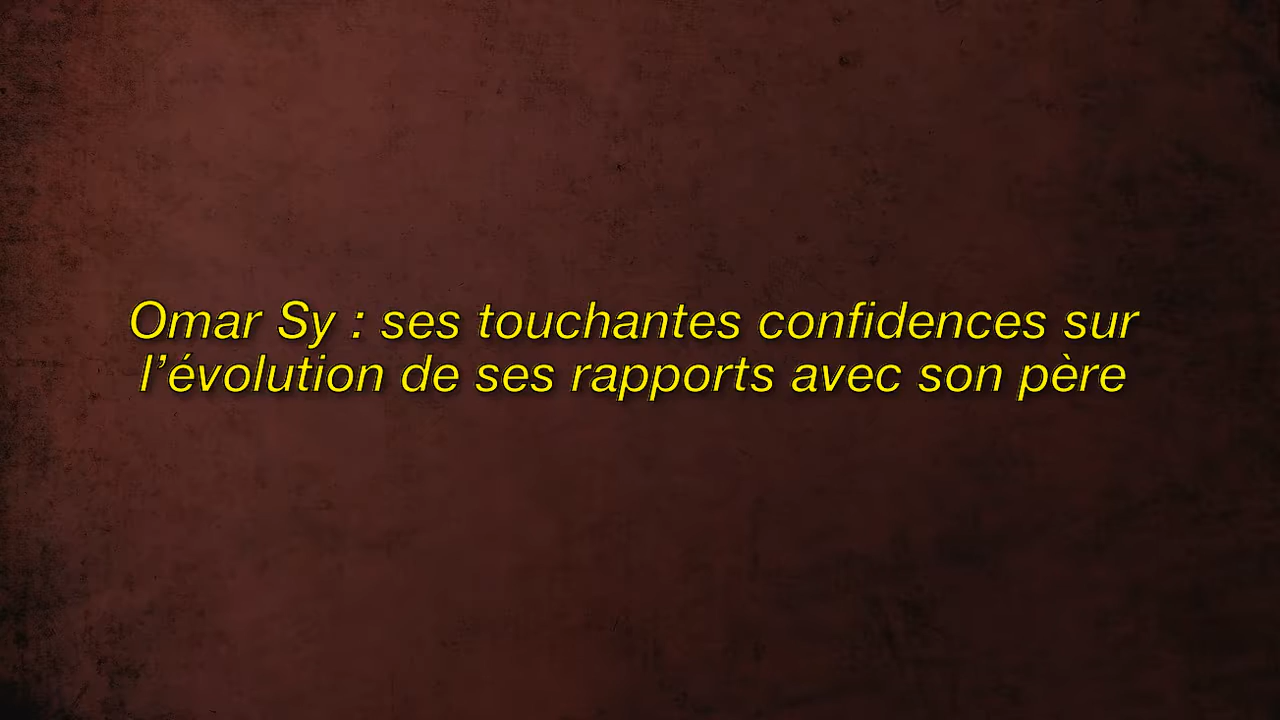 Omar Sy : ses touchantes confidences sur
l’évolution de ses rapports avec son père